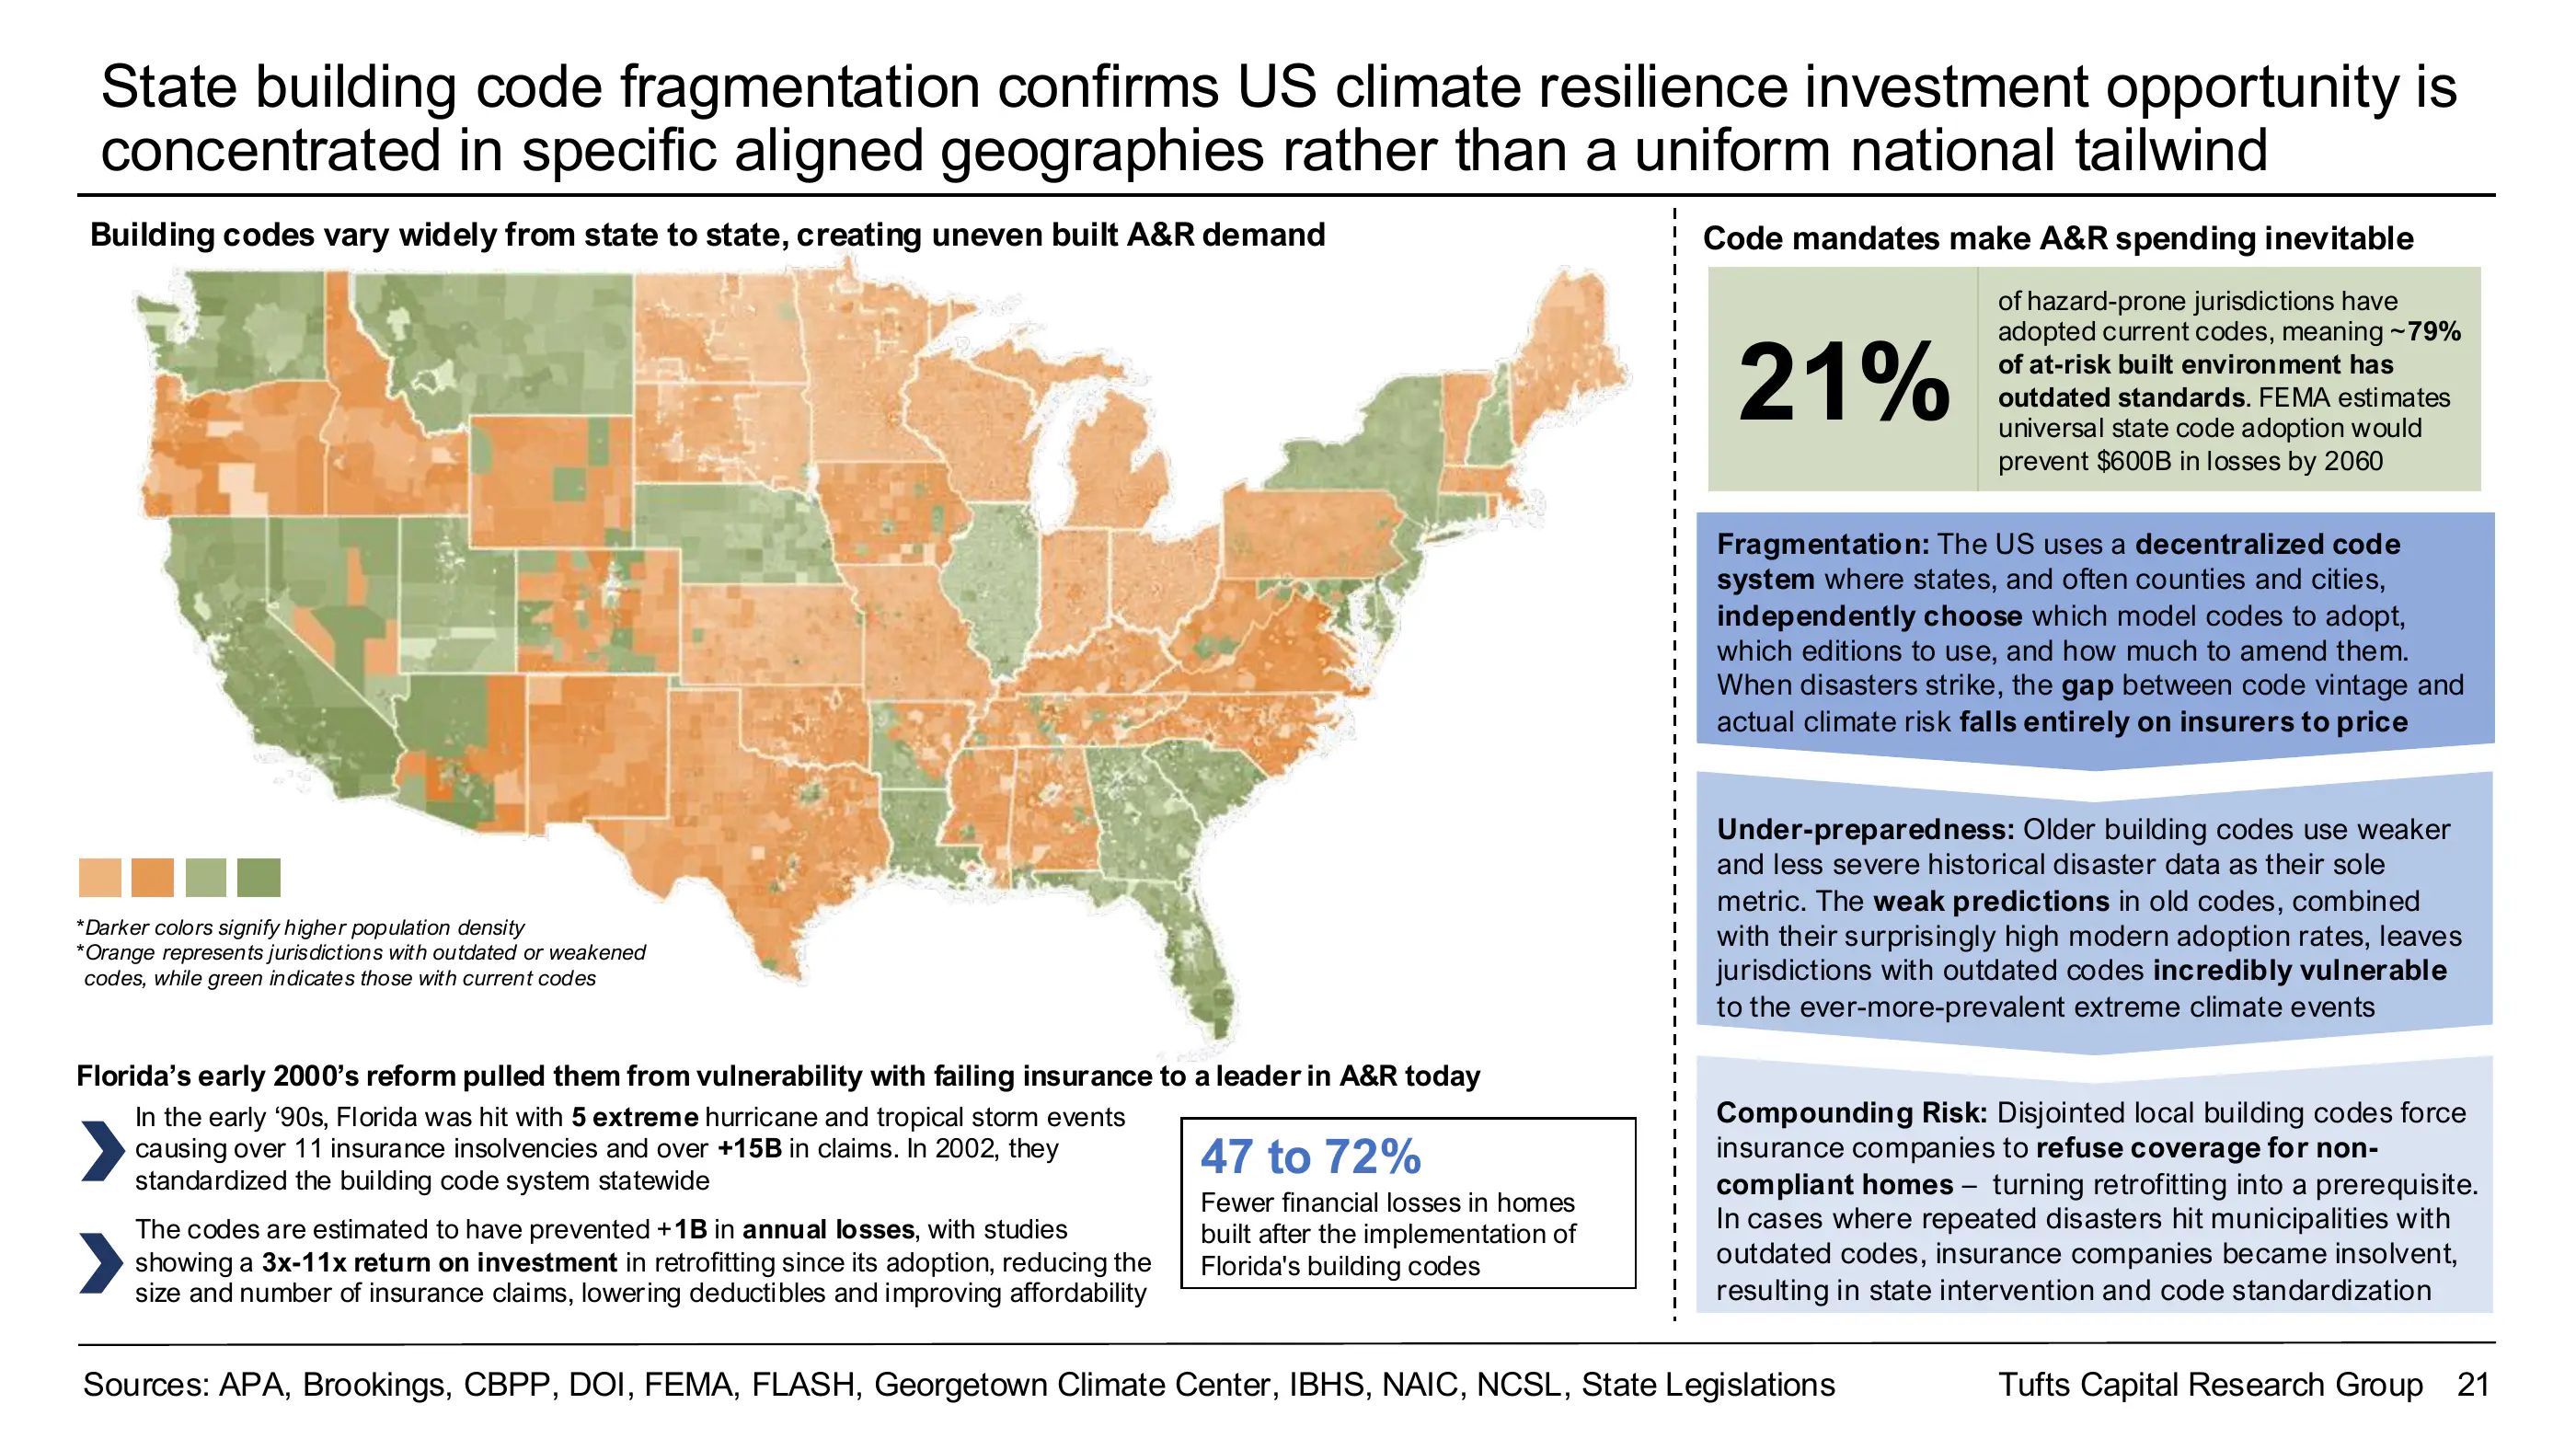 State building code fragmentation confirms US climate resilience investment opportunity is
concentrated in specific aligned geographies rather than a uniform national tailwind
Building codes vary widely from state to state, creating uneven built A&R demand
*Darker colors signify higher population density
*Orange represents jurisdictions with outdated or weakened
codes, while green indicates those with current codes
Florida’s early 2000’s reform pulled them from vulnerability with failing insurance to a leader in A&R today
In the early ‘90s, Florida was hit with 5 extreme hurricane and tropical storm events
causing over 11 insurance insolvencies and over +15B in claims. In 2002, they
standardized the building code system statewide
The codes are estimated to have prevented +1B in annual losses, with studies
showing a 3x-11x return on investment in retrofitting since its adoption, reducing the
size and number of insurance claims, lowering deductibles and improving affordability
47 to 72%
Fewer financial losses in homes
built after the implementation of
Florida's building codes
Code mandates make A&R spending inevitable
21%
of hazard-prone jurisdictions have
adopted current codes, meaning ~79%
of at-risk built environment has
outdated standards. FEMA estimates
universal state code adoption would
prevent $600B in losses by 2060
Fragmentation: The US uses a decentralized code
system where states, and often counties and cities,
independently choose which model codes to adopt,
which editions to use, and how much to amend them.
When disasters strike, the gap between code vintage and
actual climate risk falls entirely on insurers to price
Under-preparedness: Older building codes use weaker
and less severe historical disaster data as their sole
metric. The weak predictions in old codes, combined
with their surprisingly high modern adoption rates, leaves
jurisdictions with outdated codes incredibly vulnerable
to the ever-more-prevalent extreme climate events
Compounding Risk: Disjointed local building codes force
insurance companies to refuse coverage for non-
compliant homes – turning retrofitting into a prerequisite.
In cases where repeated disasters hit municipalities with
outdated codes, insurance companies became insolvent,
resulting in state intervention and code standardization
Sources: APA, Brookings, CBPP, DOI, FEMA, FLASH, Georgetown Climate Center, IBHS, NAIC, NCSL, State Legislations
Tufts Capital Research Group 21